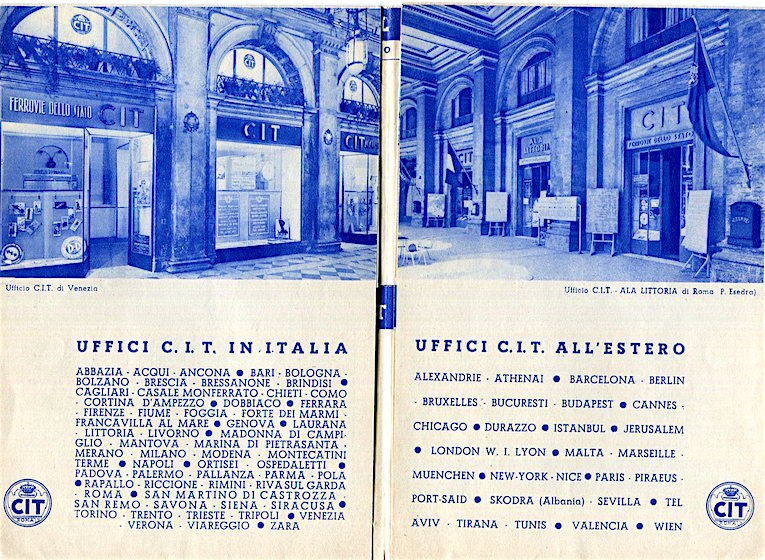 CIT
FERROVIE DELLO STATO CIT
CIT
CIT
Ufficio C.I.T. di Venezia
UFFICI C.I.T. IN ITALIA
ABBAZIA · ACQUI · ANCONA ● BARI · BOLOGNA ·
BOLZANO · BRESCIA · BRESSANONE · BRINDISI ●
CAGLIARI · CASALE MONFERRATO · CHIETI · COMO
· CORTINA D'AMPEZZO ● DOBBIACO ● FERRARA
· FIRENZE · FIUME · FOGGIA · FORTE DEI MARMI ·
FRANCAVILLA AL MARE ● GENOVA ● LAURANA
· LITTORIA · LIVORNO ● MADONNA DI CAMPI-
GLIO · MANTOVA · MARINA DI PIETRASANTA ·
MERANO · MILANO · MODENA · MONTECATINI
TERME ● NAPOLI ● ORTISEI · OSPEDALETTI ●
PADOVA · PALERMO · PALLANZA · PARMA · POLA
● RAPALLO · RICCIONE · RIMINI · RIVA SUL GARDA
· ROMA ● SAN MARTINO DI CASTROZZA ·
SAN REMO · SAVONA · SIENA · SIRACUSA ●
TORINO · TRENTO · TRIESTE · TRIPOLI ● VENEZIA
· VERONA · VIAREGGIO ● ZARA
CIT
ROMA
CIT
FERROVIE DELLO STATO
ALA
LITTORIA
Ufficio C.I.T. - ALA LITTORIA di Roma (P. Esedra)
UFFICI C.I.T. ALL'ESTERO
ALEXANDRIE · ATHENAI ● BARCELONA · BERLIN
· BRUXELLES · BUCURESTI · BUDAPEST ● CANNES ·
CHICAGO ● DURAZZO ● ISTANBUL ● JERUSALEM
● LONDON W. I. LYON ● MALTA · MARSEILLE ·
MUENCHEN ● NEW-YORK · NICE ● PARIS · PIRAEUS ·
PORT-SAID ● SKODRA (Albania) · SEVILLA ● TEL
AVIV · TIRANA · TUNIS ● VALENCIA ● WIEN
CIT
ROMA